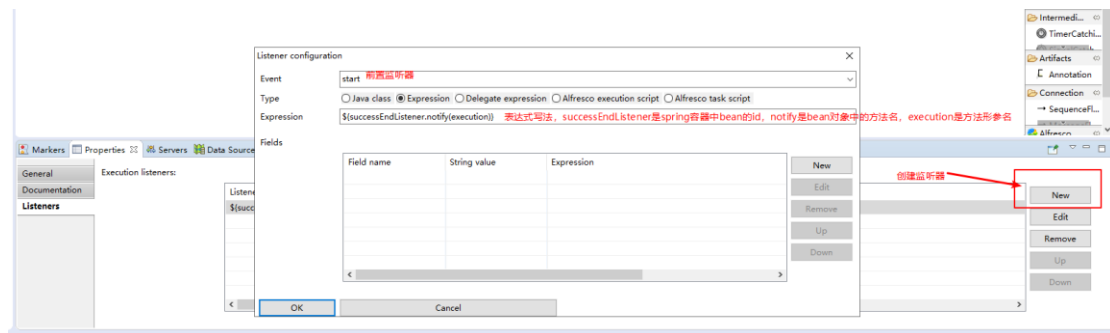 Intermedi...
TimerCatchi...
Artifacts
Annotation
Connection
SequenceFl...
Alfresco
Listener configuration
Event
start 前置监听器
Type
Java class Expression Delegate expression Alfresco execution script Alfresco task script
Expression
${successEndListener.notify(execution)} 表达式写法，successEndListener是spring容器中bean的id，notify是bean对象中的方法名，execution是方法形参名
Fields
Field name String value Expression
New
Edit
Remove
Up
Down
OK
Cancel
Markers Properties Servers Data Source
General
Documentation
Listeners
Execution listeners:
Listene
${succ
创建监听器
New
Edit
Remove
Up
Down